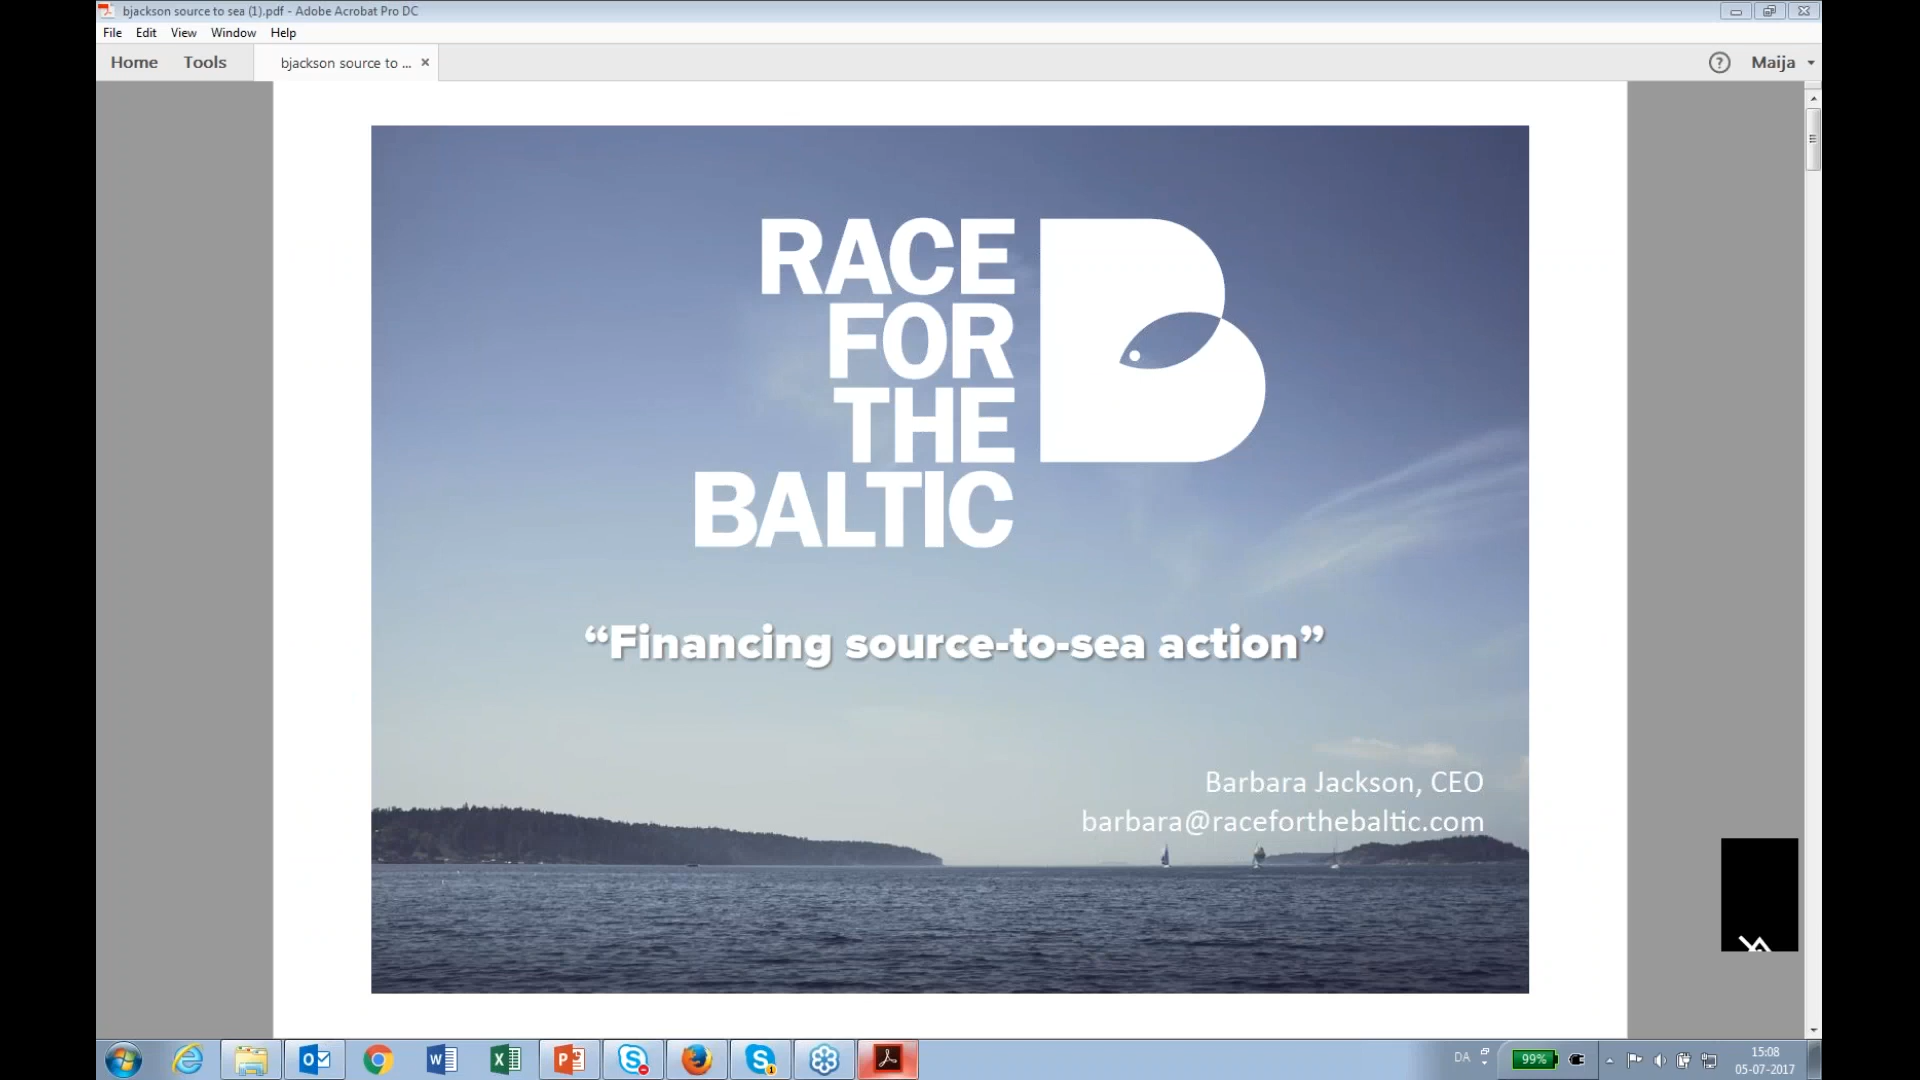 bjackson source to sea (1).pdf - Adobe Acrobat Pro DC
File Edit View Window Help
Home Tools bjackson source to ... × ? Maija
RACE
FOR
THE
BALTIC
B
“Financing source-to-sea action”
Barbara Jackson, CEO
barbara@raceforthebaltic.com
DA 99% 15:08
05-07-2017